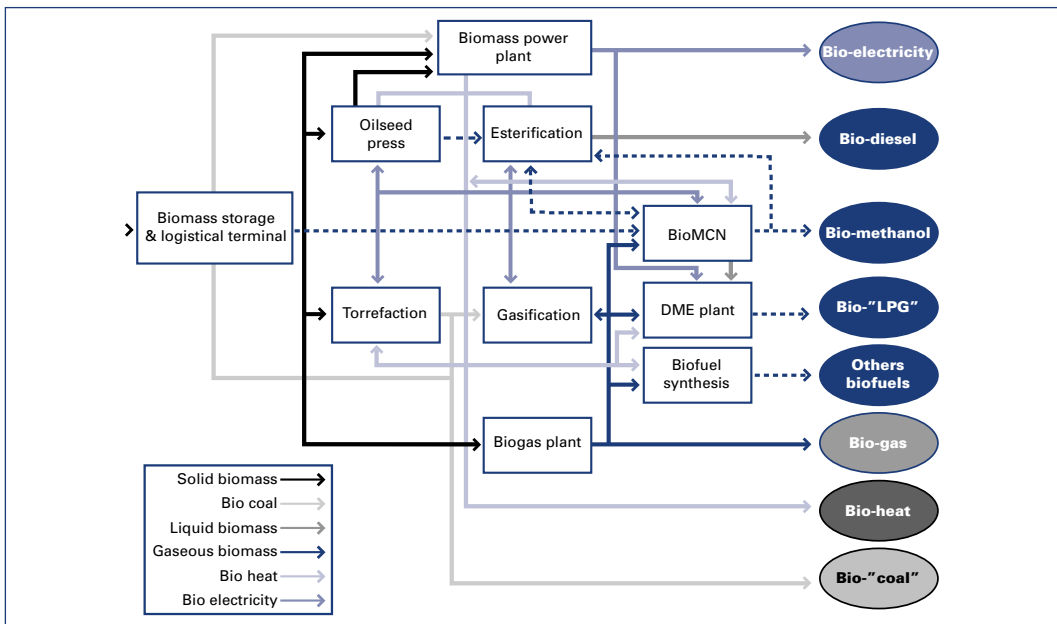 Biomass power
plant
Bio-electricity
Oilseed
press
Esterification
Bio-diesel
Biomass storage
& logistical terminal
BioMCN
Bio-methanol
Torrefaction
Gasification
DME plant
Bio-”LPG”
Biofuel
synthesis
Others
biofuels
Biogas plant
Bio-gas
Solid biomass
Bio coal
Liquid biomass
Gaseous biomass
Bio heat
Bio electricity
Bio-heat
Bio-”coal”